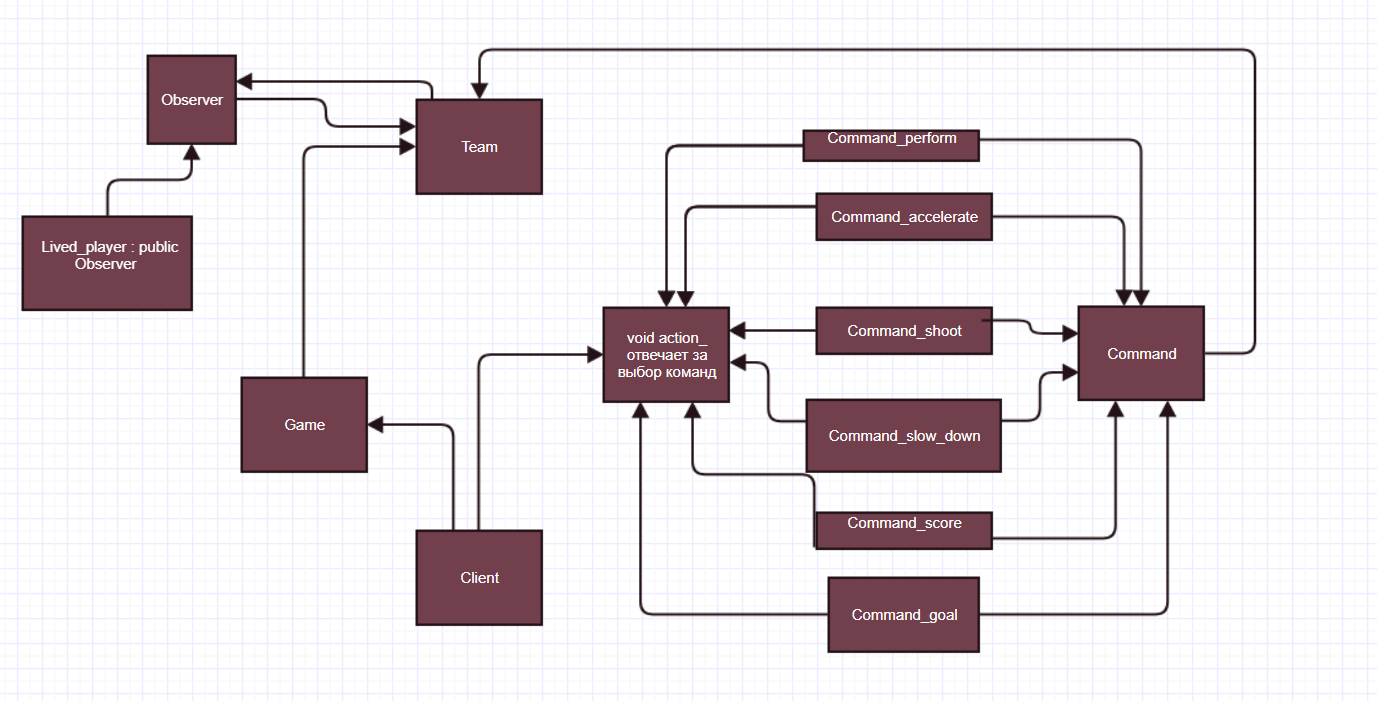 Observer
Team
Lived_player : public
Observer
Command_perform
Command_accelerate
Command_shoot
void action_
отвечает за
выбор команд
Command
Command_slow_down
Game
Command_score
Client
Command_goal